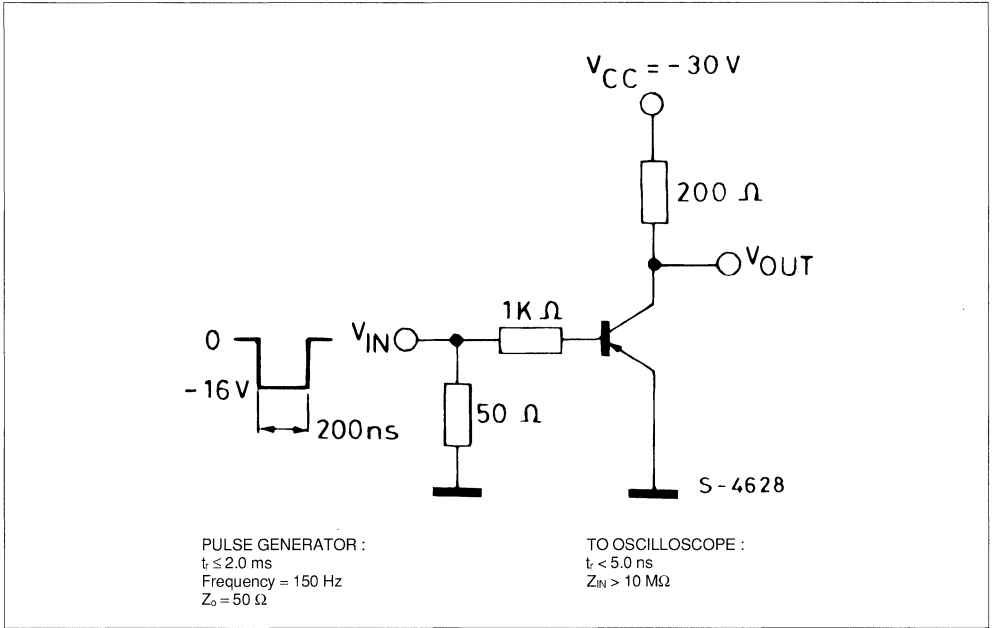 VCC = - 30 V
200 Ω
VOUT
1K Ω
VIN
0
- 16 V
50 Ω
200ns
S - 4628
PULSE GENERATOR :
tr ≤ 2.0 ms
Frequency = 150 Hz
Zo = 50 Ω
TO OSCILLOSCOPE :
tr < 5.0 ns
ZIN > 10 MΩ